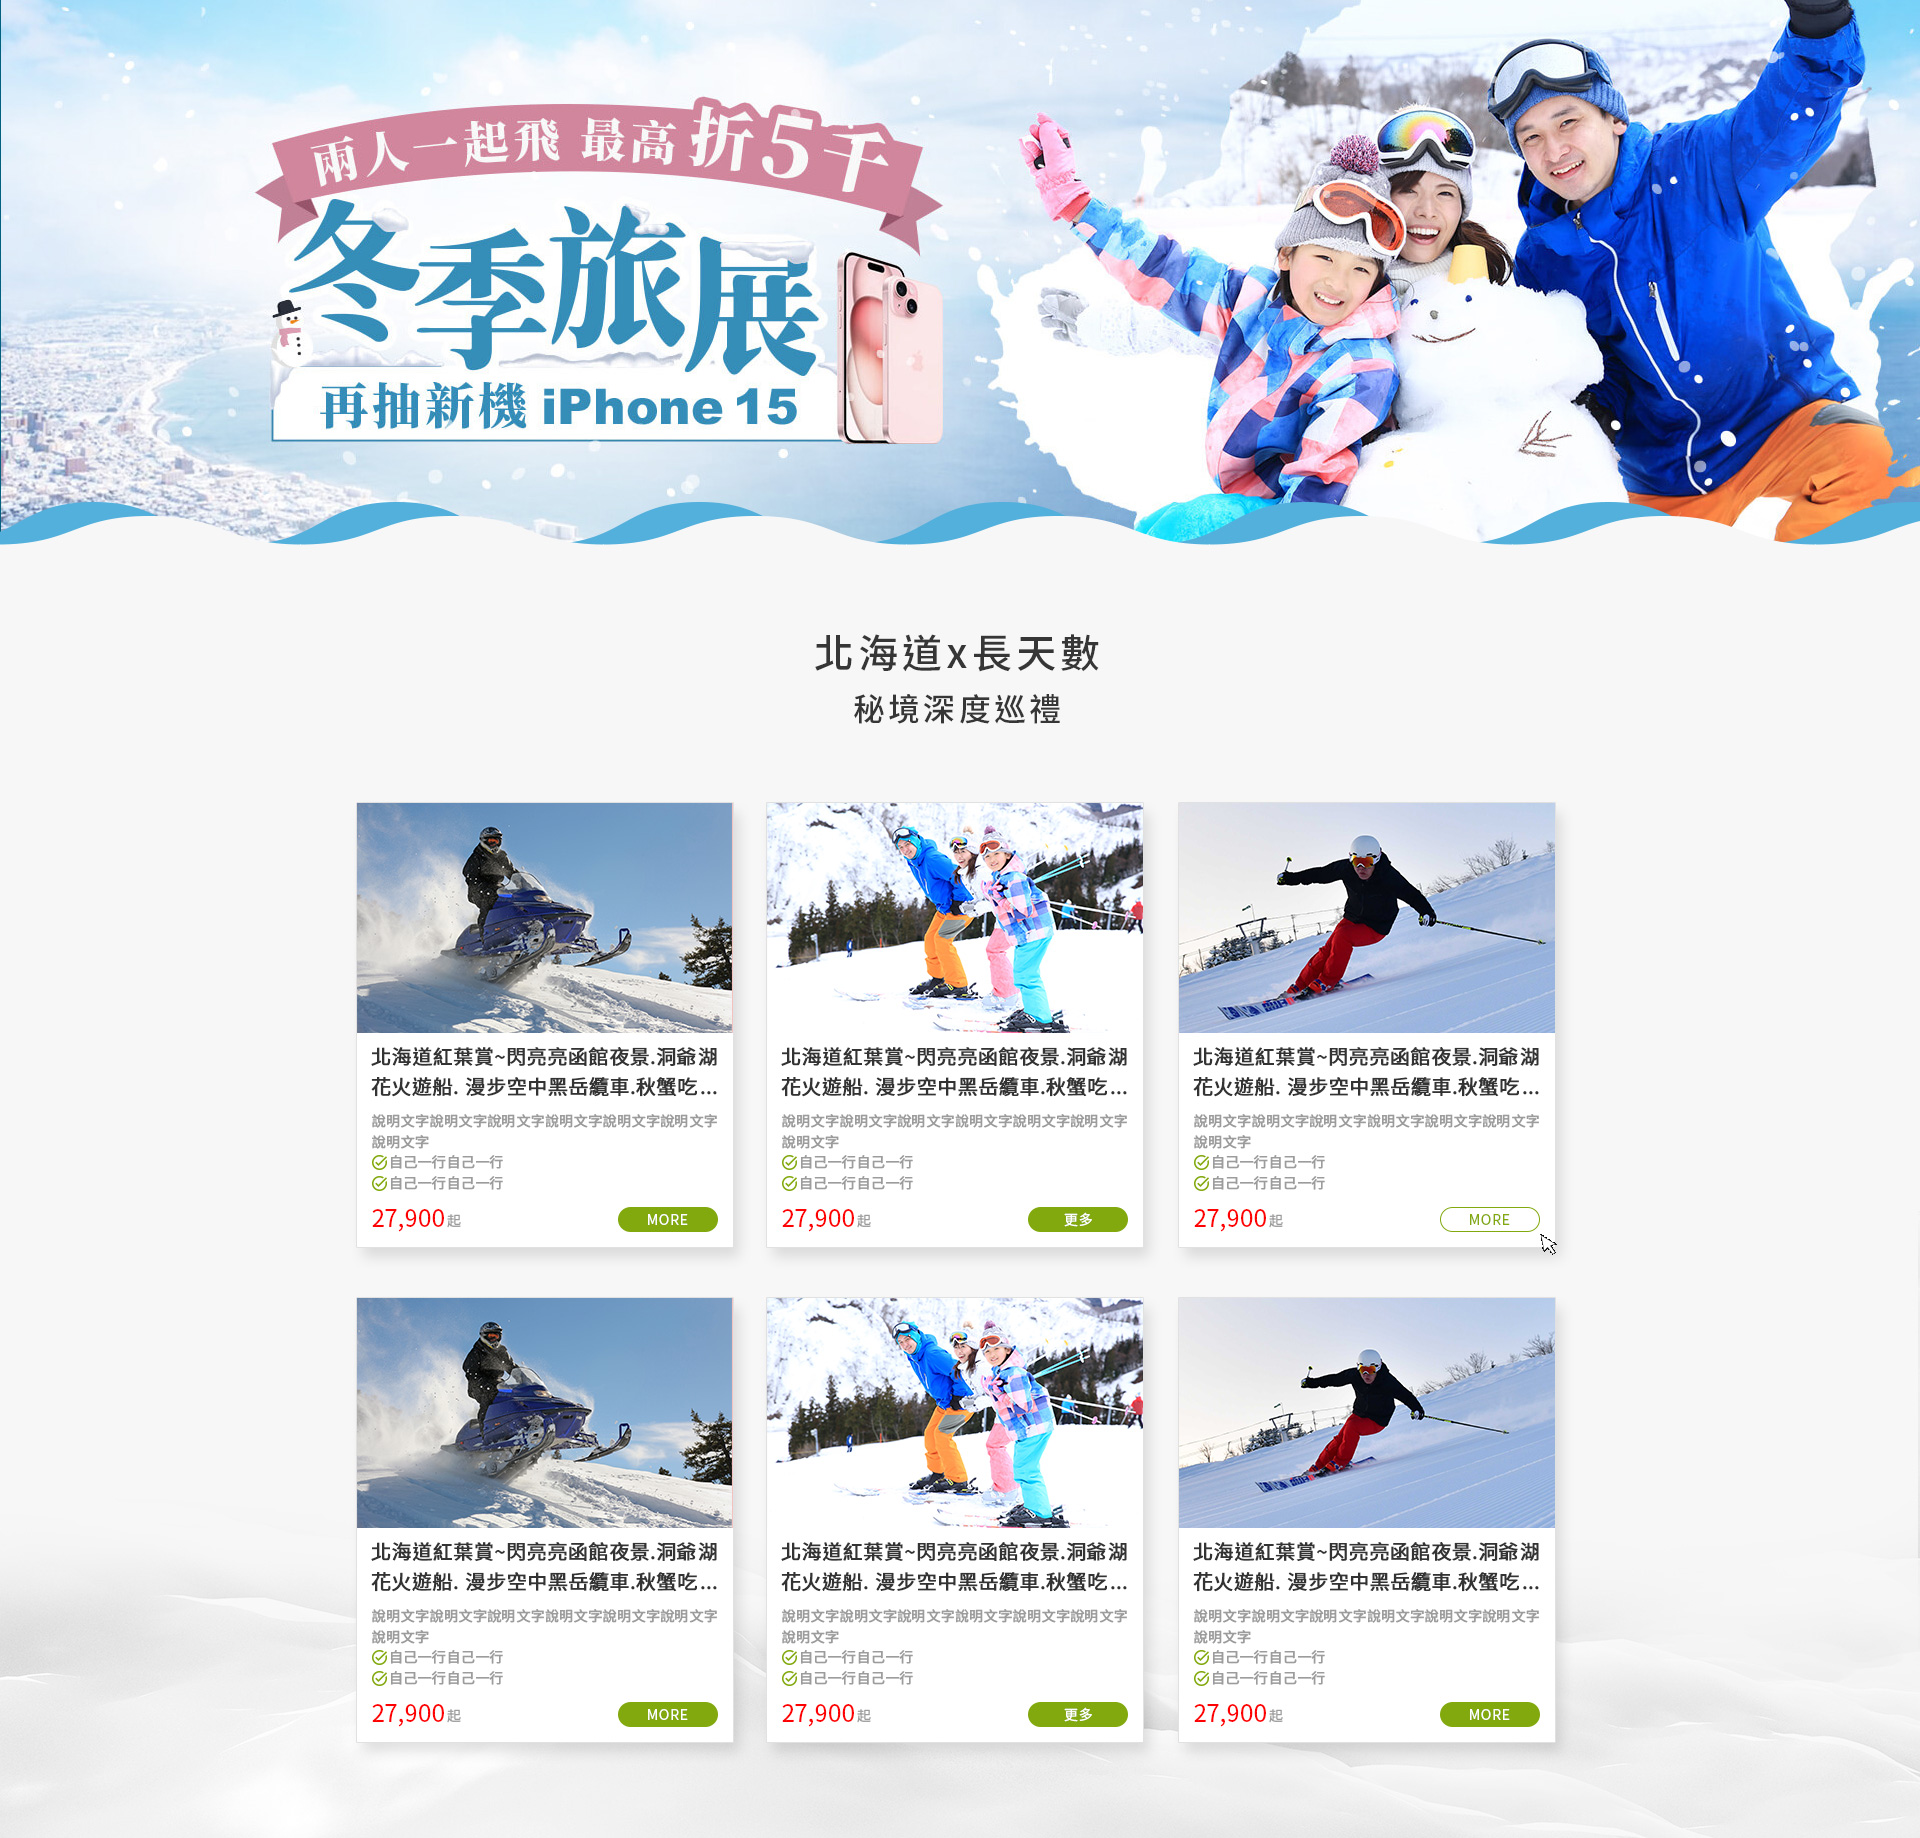 兩人一起飛 最高折5千
冬季旅展
再抽新機 iPhone 15
北海道x長天數
秘境深度巡禮
北海道紅葉賞~閃亮亮函館夜景.洞爺湖
花火遊船. 漫步空中黑岳纜車.秋蟹吃...
說明文字說明文字說明文字說明文字說明文字說明文字
說明文字
自己一行自己一行
自己一行自己一行
27,900起
MORE
北海道紅葉賞~閃亮亮函館夜景.洞爺湖
花火遊船. 漫步空中黑岳纜車.秋蟹吃...
說明文字說明文字說明文字說明文字說明文字說明文字
說明文字
自己一行自己一行
自己一行自己一行
27,900起
更多
北海道紅葉賞~閃亮亮函館夜景.洞爺湖
花火遊船. 漫步空中黑岳纜車.秋蟹吃...
說明文字說明文字說明文字說明文字說明文字說明文字
說明文字
自己一行自己一行
自己一行自己一行
27,900起
MORE
北海道紅葉賞~閃亮亮函館夜景.洞爺湖
花火遊船. 漫步空中黑岳纜車.秋蟹吃...
說明文字說明文字說明文字說明文字說明文字說明文字
說明文字
自己一行自己一行
自己一行自己一行
27,900起
MORE
北海道紅葉賞~閃亮亮函館夜景.洞爺湖
花火遊船. 漫步空中黑岳纜車.秋蟹吃...
說明文字說明文字說明文字說明文字說明文字說明文字
說明文字
自己一行自己一行
自己一行自己一行
27,900起
更多
北海道紅葉賞~閃亮亮函館夜景.洞爺湖
花火遊船. 漫步空中黑岳纜車.秋蟹吃...
說明文字說明文字說明文字說明文字說明文字說明文字
說明文字
自己一行自己一行
自己一行自己一行
27,900起
MORE